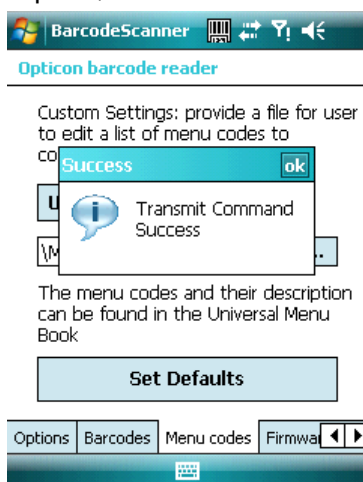 BarcodeScanner
Opticon barcode reader
Custom Settings: provide a file for user
to edit a list of menu codes to
co
Success
ok
U
Transmit Command
Success
\M
..
The menu codes and their description
can be found in the Universal Menu
Book
Set Defaults
Options Barcodes Menu codes Firmwa